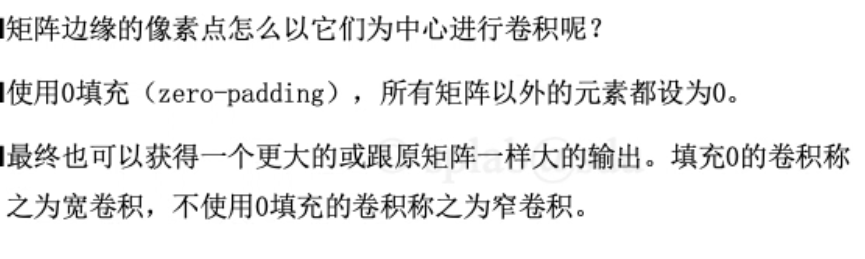 矩阵边缘的像素点怎么以它们为中心进行卷积呢？
使用0填充（zero-padding），所有矩阵以外的元素都设为0。
最终也可以获得一个更大的或跟原矩阵一样大的输出。填充0的卷积称
之为宽卷积，不使用0填充的卷积称之为窄卷积。